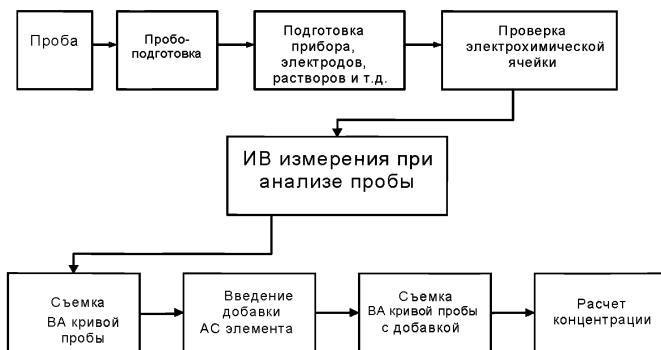 Проба
Пробо-
подготовка
Подготовка
прибора,
электродов,
растворов и т.д.
Проверка
электрохимической
ячейки
ИВ измерения при
анализе пробы
Съемка
ВА кривой
пробы
Введение
добавки
АС элемента
Съемка
ВА кривой пробы
с добавкой
Расчет
концентрации